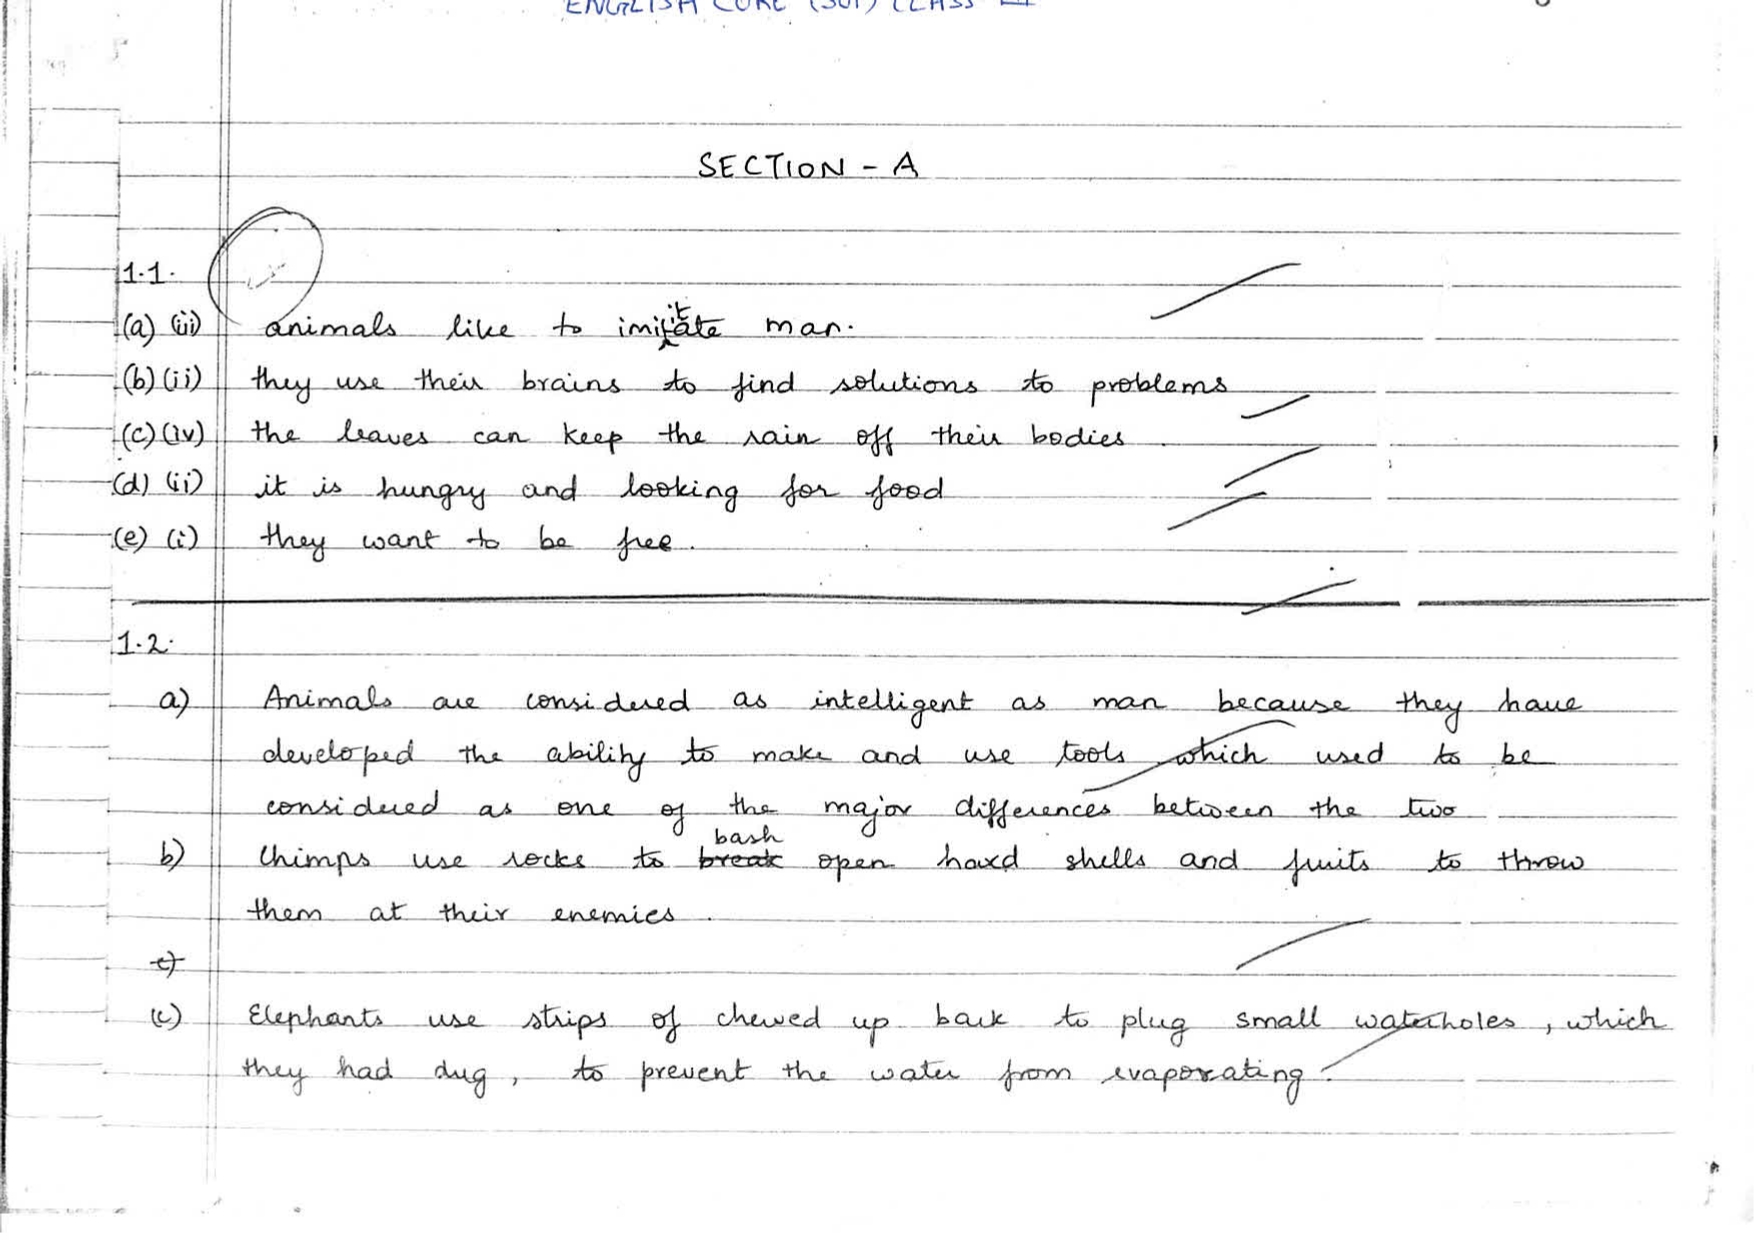 ENGLISH CORE (301) CLASS XII
SECTION - A
1.1.
(a) (iii) animals like to imitate man.
(b) (ii) they use their brains to find solutions to problems
(c) (iv) the leaves can keep the rain off their bodies.
(d) (ii) it is hungry and looking for food
(e) (i) they want to be free.
1.2.
a) Animals are considered as intelligent as man because they have
developed the ability to make and use tools which used to be
considered as one of the major differences between the two
b) Chimps use rocks to bash break open hard shells and fruits to throw
them at their enemies.
c)
(c) Elephants use strips of chewed up bark to plug small waterholes, which
they had dug, to prevent the water from evaporating.